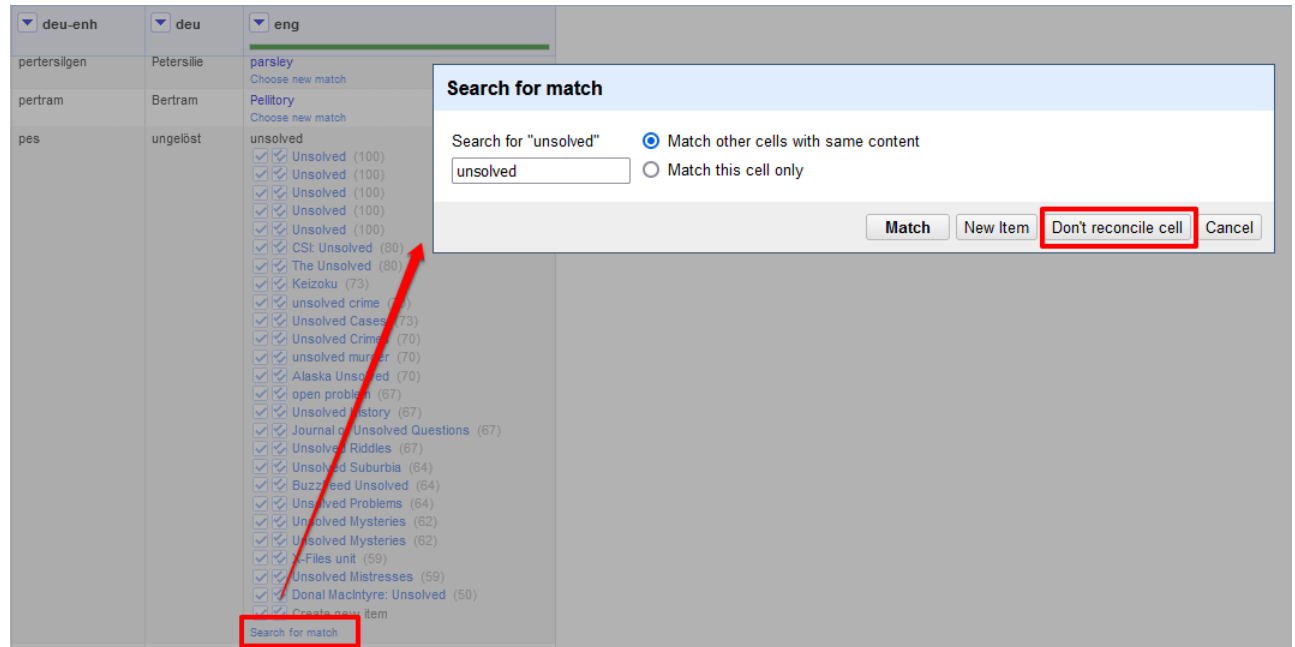 deu-enh	deu	eng
pertersilgen	Petersilie	parsley
Choose new match
pertram	Bertram	Pellitory
Choose new match
pes	ungelöst	unsolved
Unsolved (100)
Unsolved (100)
Unsolved (100)
Unsolved (100)
Unsolved (100)
CSI: Unsolved (80)
The Unsolved (80)
Keizoku (73)
unsolved crime
Unsolved Cases (73)
Unsolved Crimes (70)
unsolved murder (70)
Alaska Unsolved (70)
open problem (67)
Unsolved History (67)
Journal of Unsolved Questions (67)
Unsolved Riddles (67)
Unsolved Suburbia (64)
BuzzFeed Unsolved (64)
Unsolved Problems (64)
Unsolved Mysteries (62)
Unsolved Mysteries (62)
X-Files unit (59)
Unsolved Mistresses (59)
Donal MacIntyre: Unsolved (50)
Create new item
Search for match
Search for match
Search for "unsolved"	Match other cells with same content
unsolved	Match this cell only
Match	New Item	Don't reconcile cell	Cancel